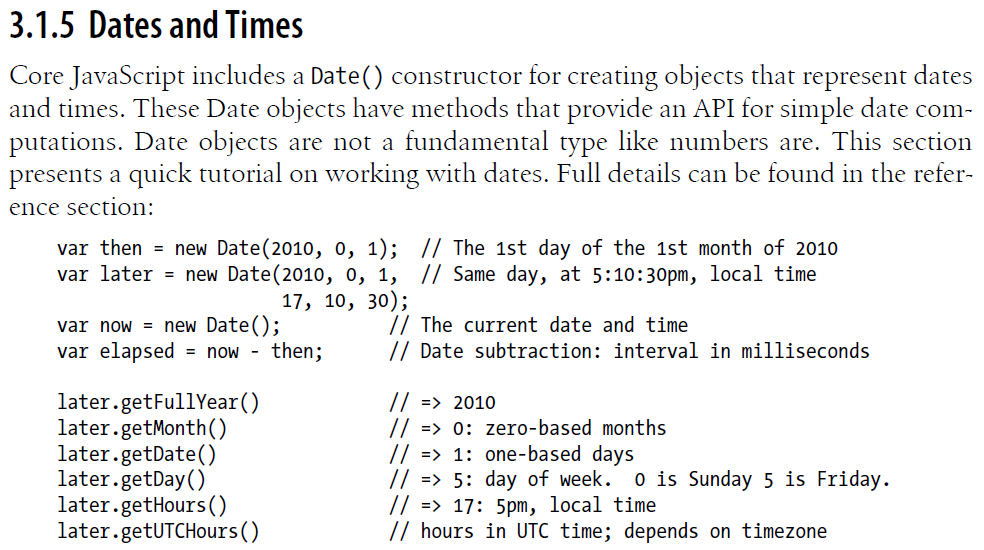 3.1.5 Dates and Times
Core JavaScript includes a Date() constructor for creating objects that represent dates
and times. These Date objects have methods that provide an API for simple date com-
putations. Date objects are not a fundamental type like numbers are. This section
presents a quick tutorial on working with dates. Full details can be found in the refer-
ence section:
var then = new Date(2010, 0, 1);  // The 1st day of the 1st month of 2010
var later = new Date(2010, 0, 1,  // Same day, at 5:10:30pm, local time
                     17, 10, 30);
var now = new Date();          // The current date and time
var elapsed = now - then;      // Date subtraction: interval in milliseconds
later.getFullYear()            // => 2010
later.getMonth()               // => 0: zero-based months
later.getDate()                // => 1: one-based days
later.getDay()                 // => 5: day of week.  0 is Sunday 5 is Friday.
later.getHours()               // => 17: 5pm, local time
later.getUTCHours()            // hours in UTC time; depends on timezone